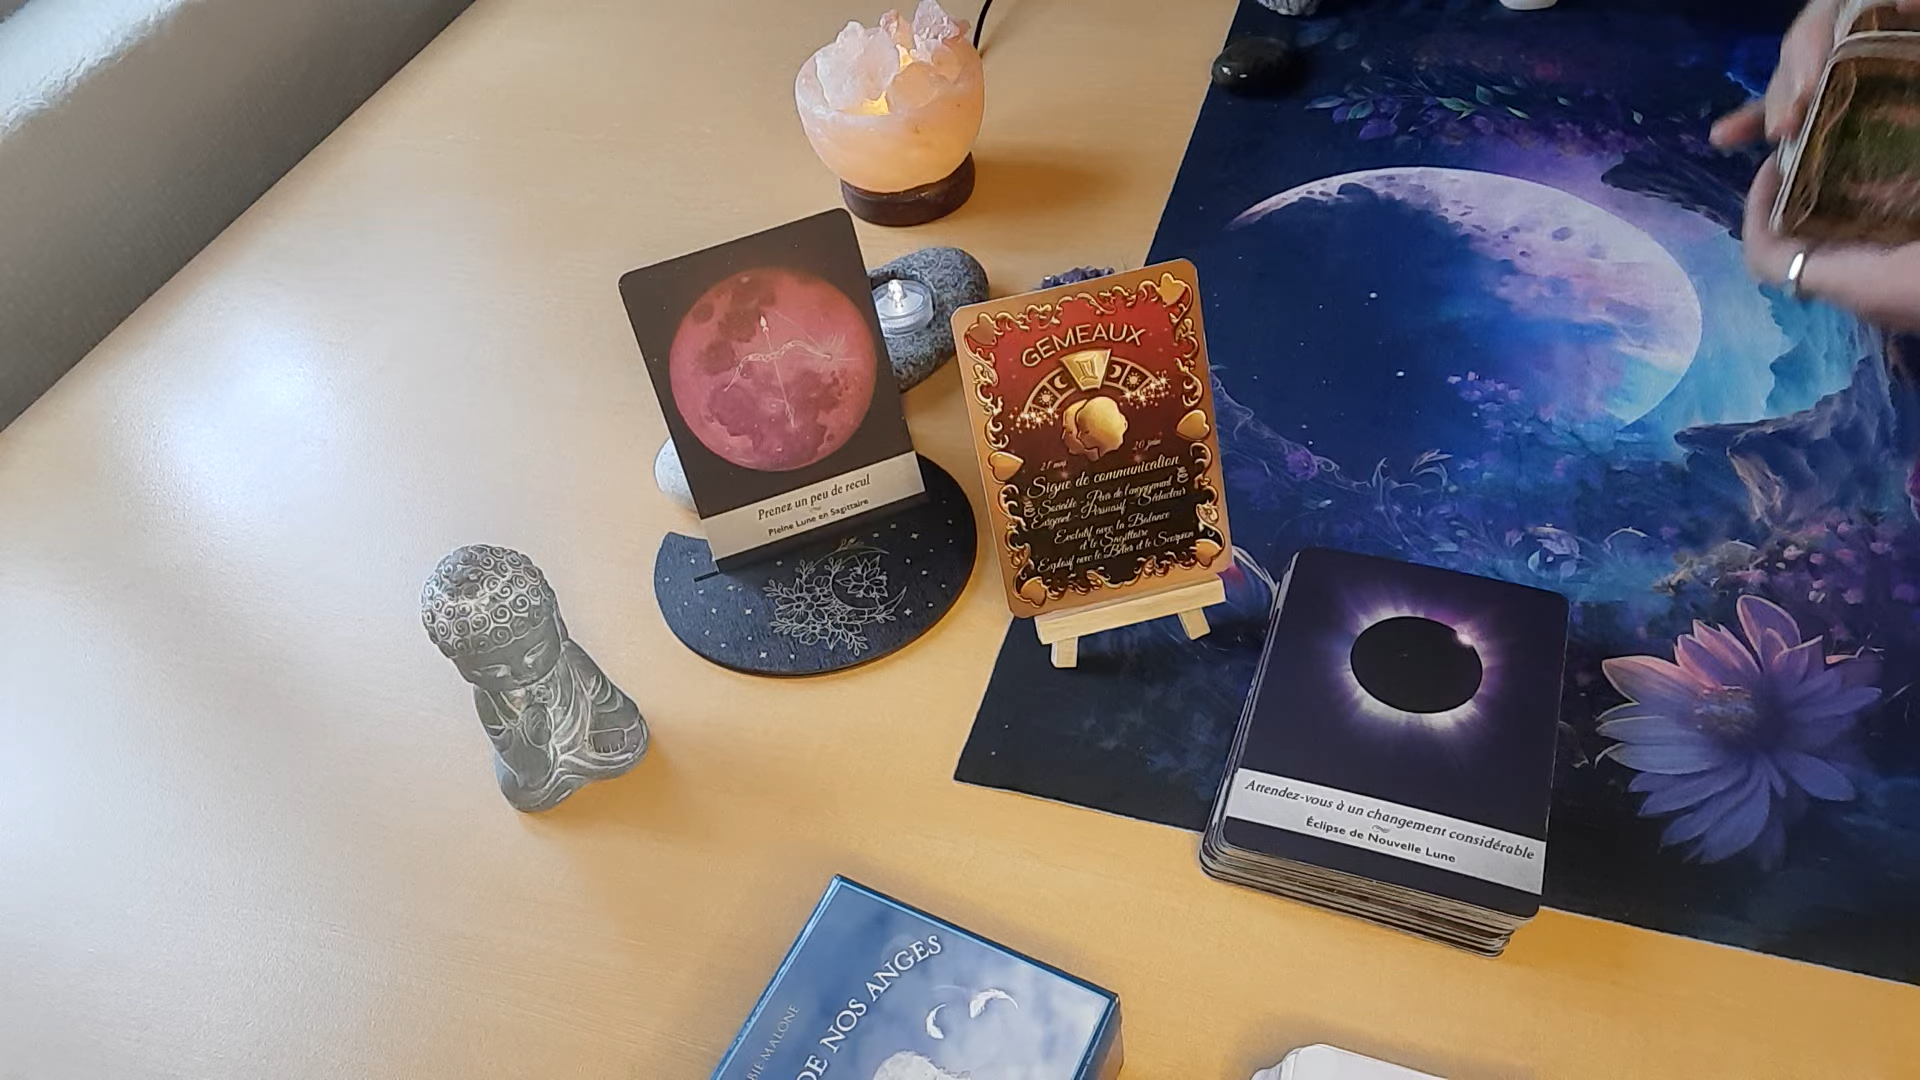 Prenez un peu de recul
Pleine Lune en Sagittaire
GEMEAUX
21 mai
20 juin
Signe de communication
Sociable - Peur de l'engagement
Exigeant - Persuasif - Séducteur
Evolutif avec la Balance
et le Sagittaire
Explosif avec le Bélier et le Scorpion
Attendez-vous à un changement considérable
Éclipse de Nouvelle Lune
DE NOS ANGES
MALONE